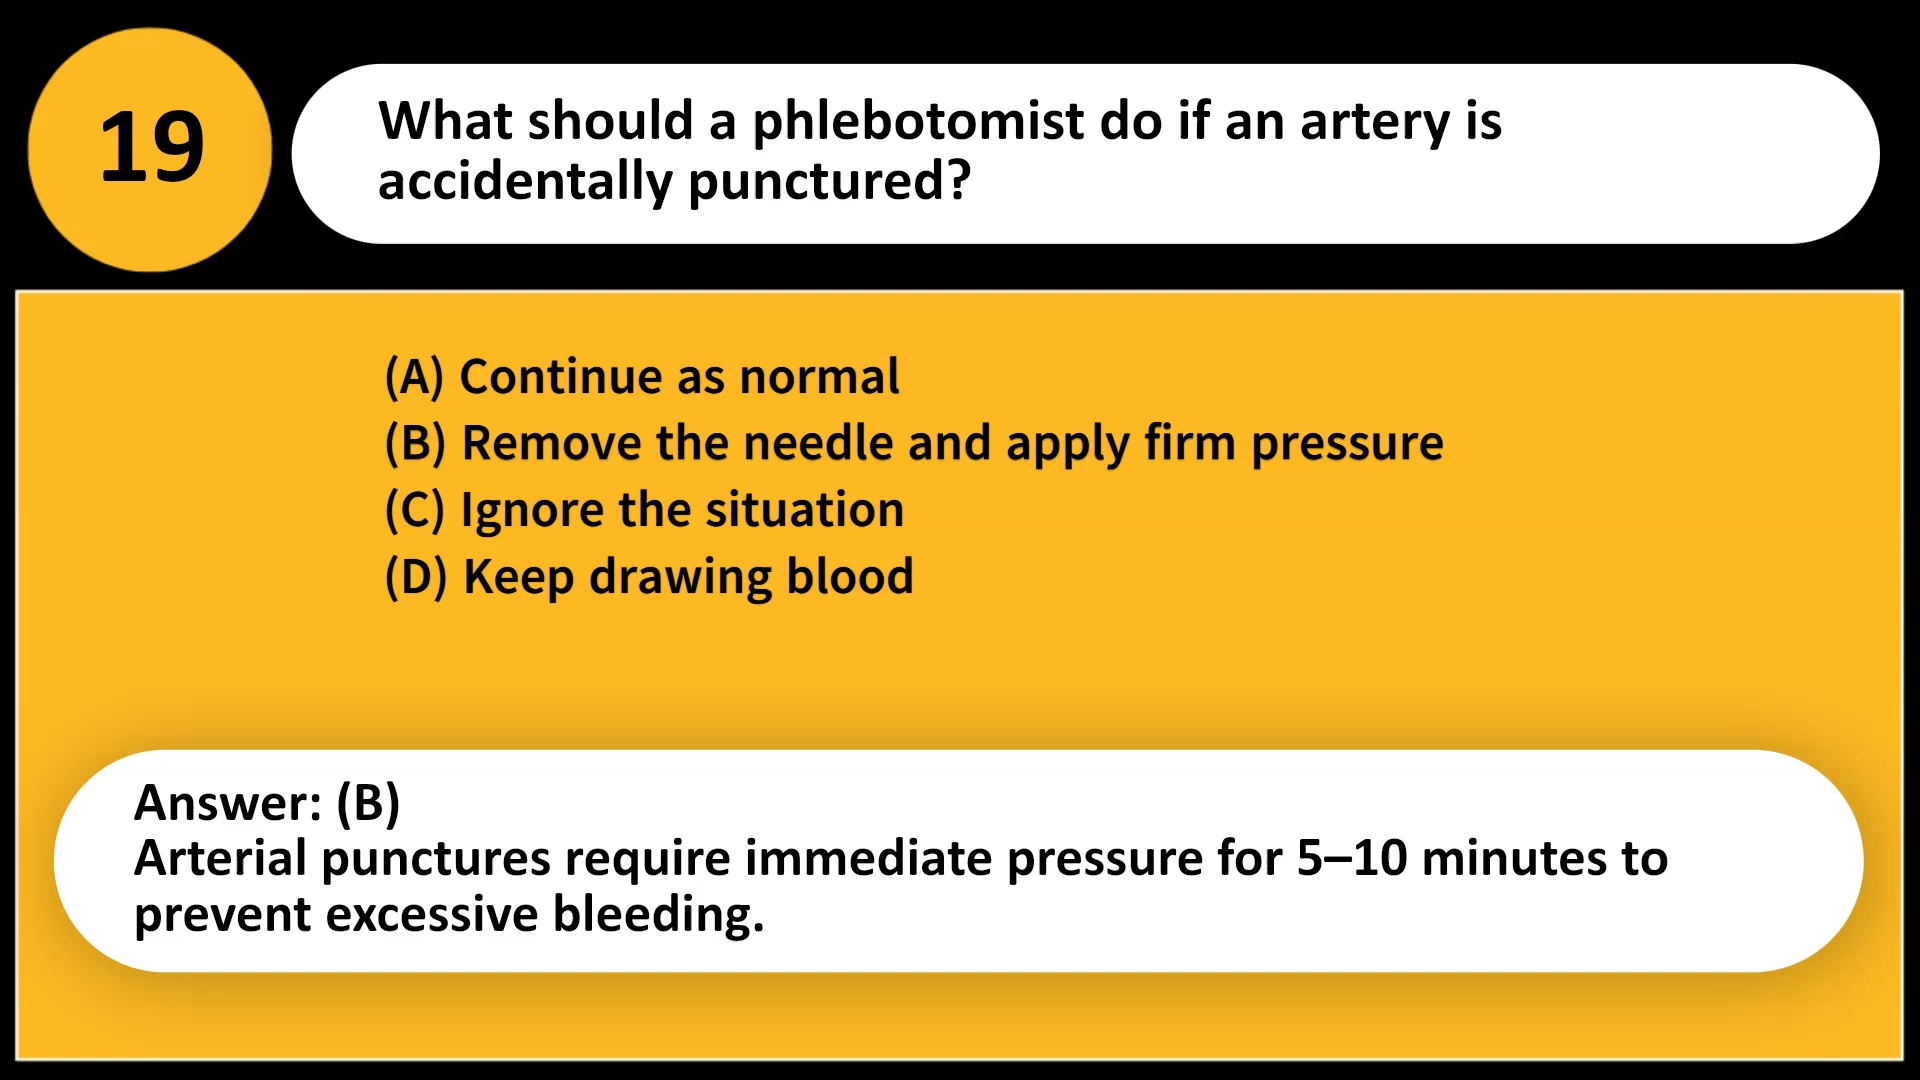 19
What should a phlebotomist do if an artery is
accidentally punctured?
(A) Continue as normal
(B) Remove the needle and apply firm pressure
(C) Ignore the situation
(D) Keep drawing blood
Answer: (B)
Arterial punctures require immediate pressure for 5–10 minutes to
prevent excessive bleeding.